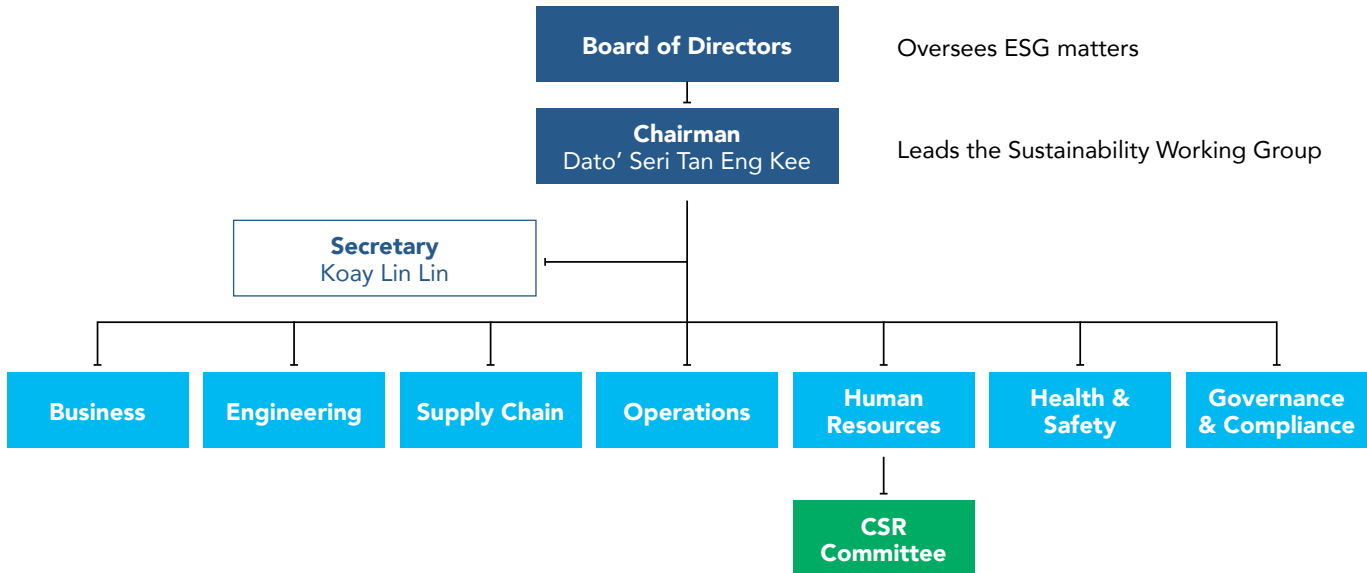 Board of Directors
Oversees ESG matters
Chairman
Dato’ Seri Tan Eng Kee
Leads the Sustainability Working Group
Secretary
Koay Lin Lin
Business
Engineering
Supply Chain
Operations
Human
Resources
Health &
Safety
Governance
& Compliance
CSR
Committee